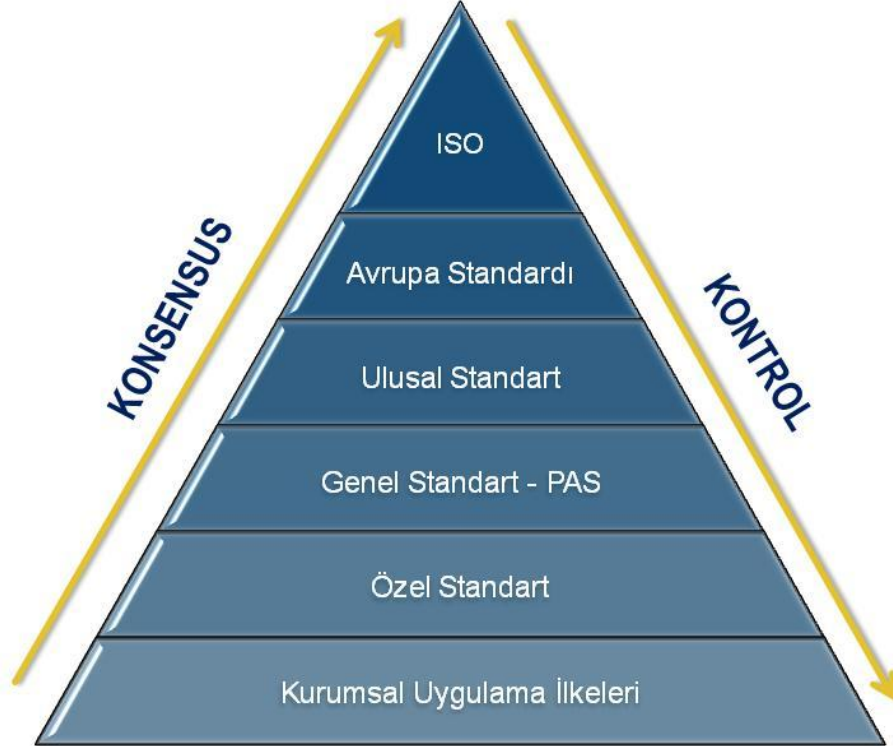 ISO
Avrupa Standardı
Ulusal Standart
Genel Standart - PAS
Özel Standart
Kurumsal Uygulama İlkeleri
KONSENSUS
KONTROL